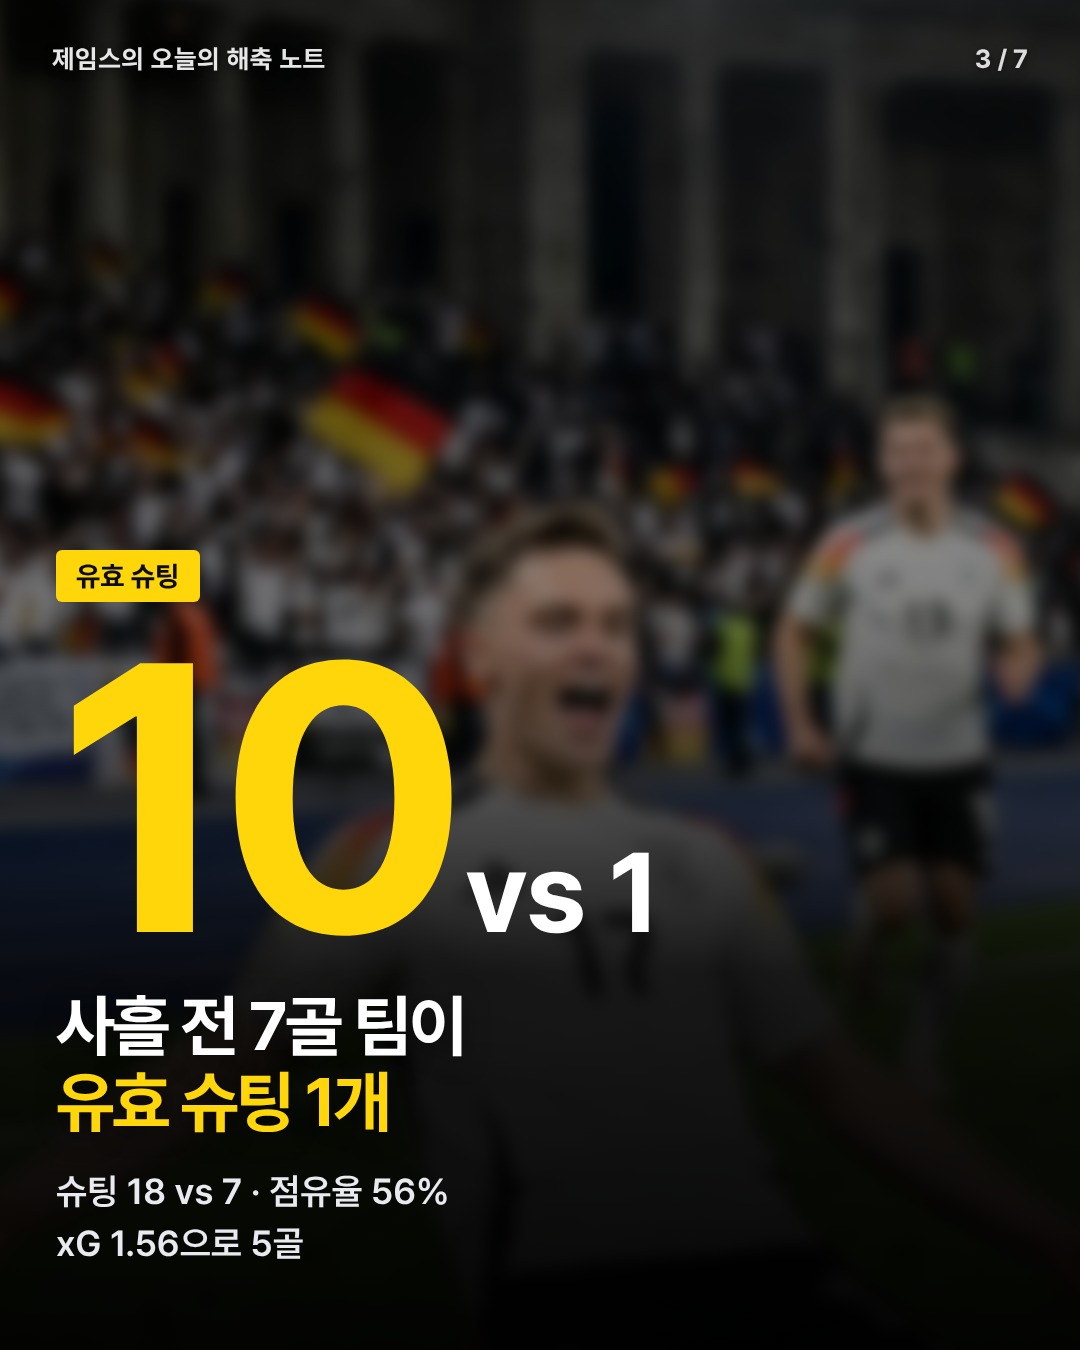 제임스의 오늘의 해축 노트
3 / 7
유효 슈팅
10 vs 1
사흘 전 7골 팀이
유효 슈팅 1개
슈팅 18 vs 7 · 점유율 56%
xG 1.56으로 5골